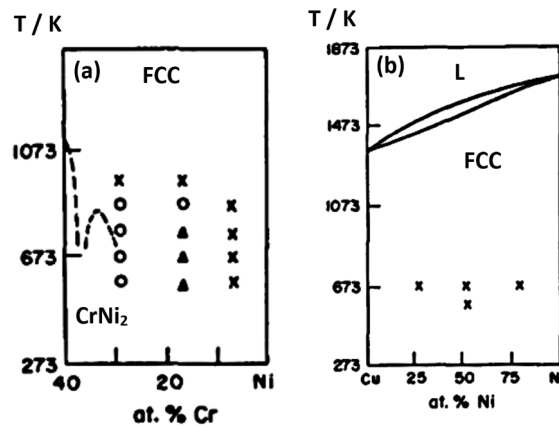 T / K
(a)
FCC
1073
673
CrNi₂
273
40
20
Ni
at. % Cr
T / K
1873
(b)
L
1473
FCC
1073
673
273
Cu
25
50
75
N
at. % Ni